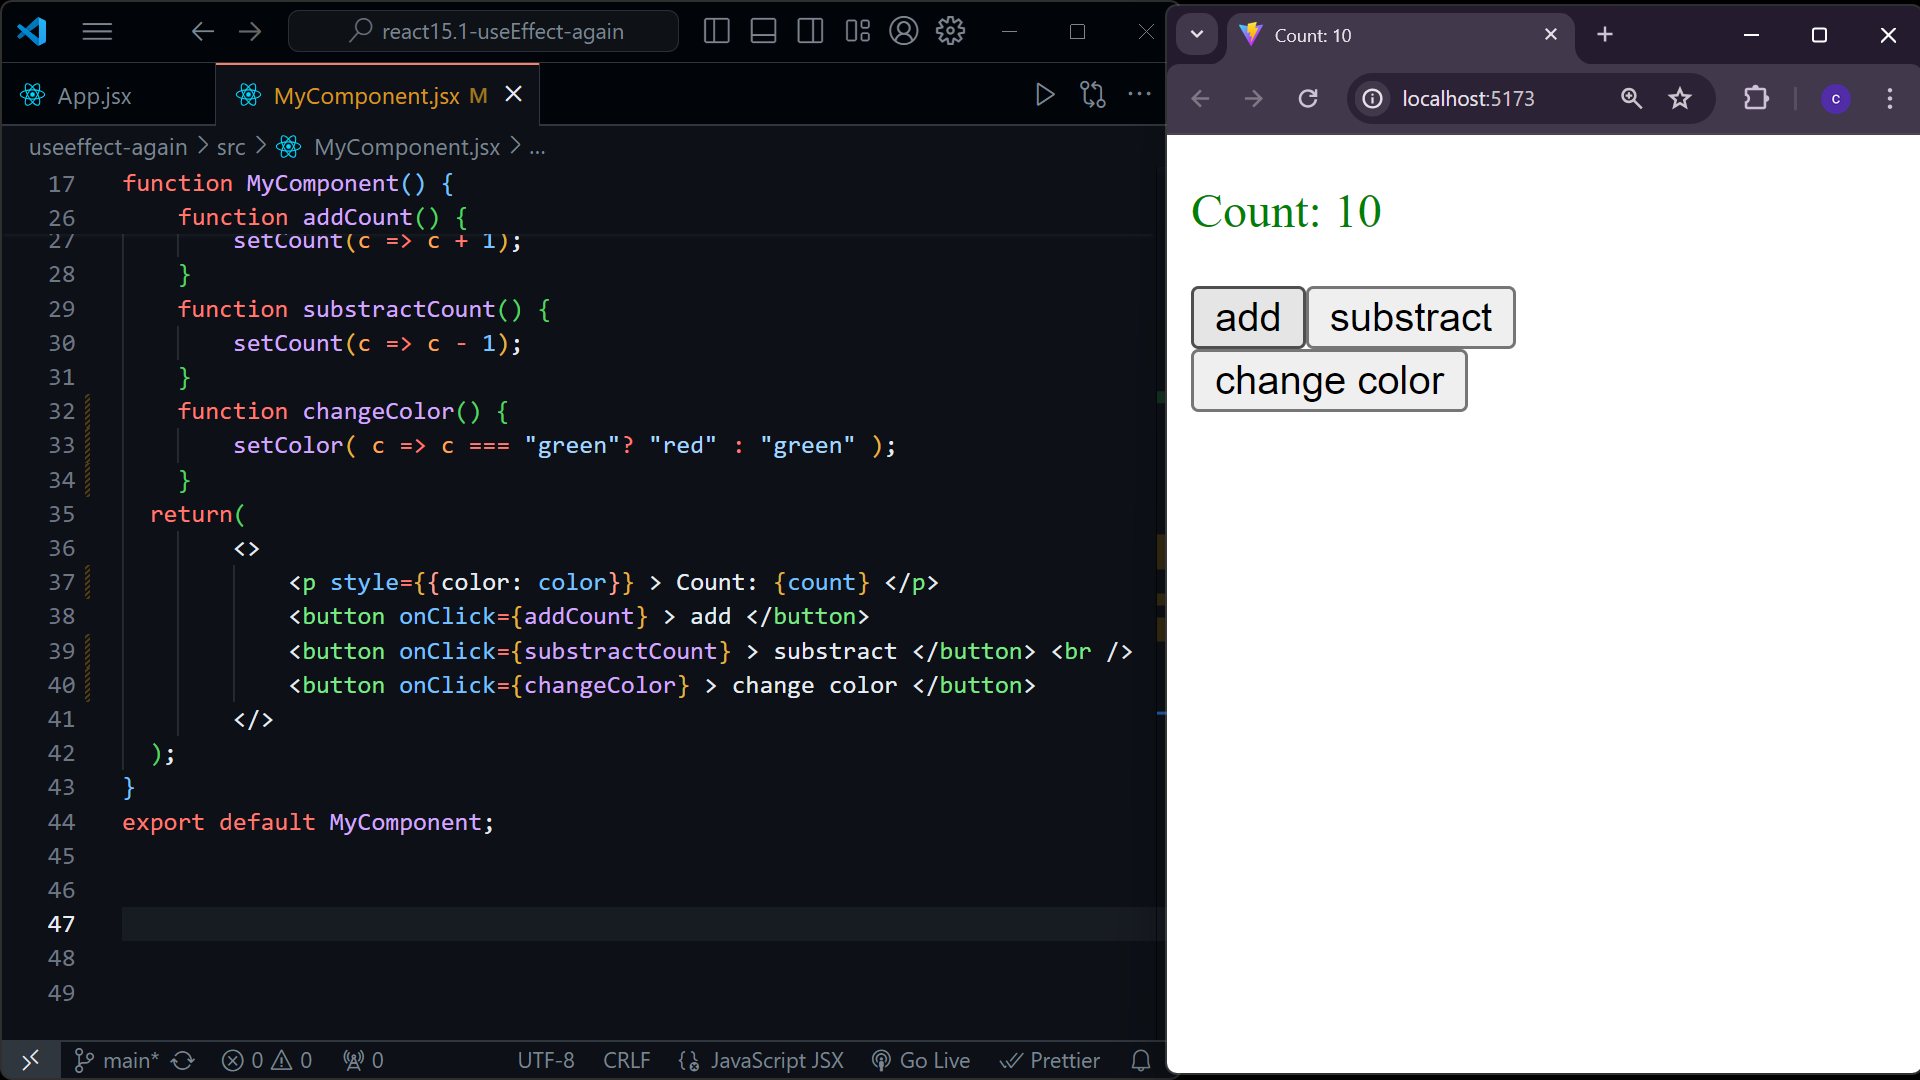 react15.1-useEffect-again
App.jsx
MyComponent.jsx M
useeffect-again > src > MyComponent.jsx > ...
17 function MyComponent() {
26 function addCount() {
27 setCount(c => c + 1);
28 }
29 function substractCount() {
30 setCount(c => c - 1);
31 }
32 function changeColor() {
33 setColor( c => c === "green"? "red" : "green" );
34 }
35 return(
36 <>
37 <p style={{color: color}} > Count: {count} </p>
38 <button onClick={addCount} > add </button>
39 <button onClick={substractCount} > substract </button> <br />
40 <button onClick={changeColor} > change color </button>
41 </>
42 );
43 }
44 export default MyComponent;
45
46
47
48
49
main* 0 0 0 UTF-8 CRLF JavaScript JSX Go Live Prettier
Count: 10
localhost:5173
c
Count: 10
add substract
change color